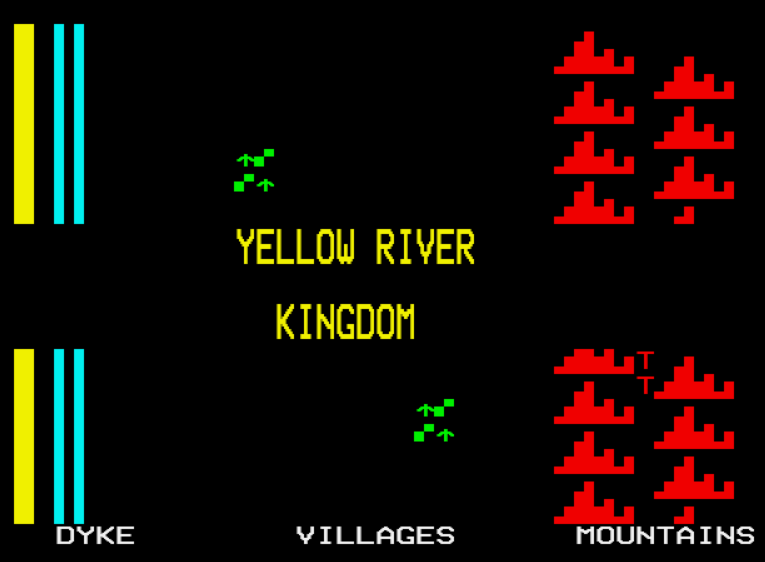 YELLOW RIVER
KINGDOM
T
T
DYKE VILLAGES MOUNTAINS